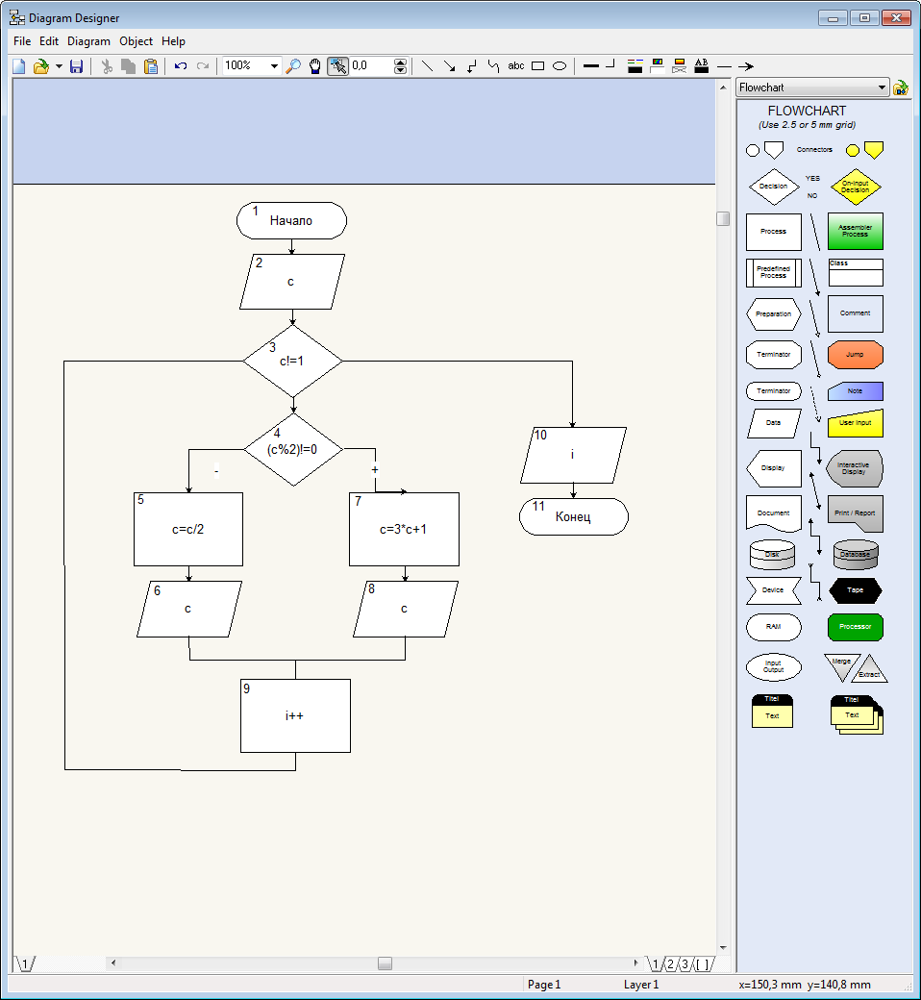 Diagram Designer
File Edit Diagram Object Help
100% 0,0 abc AB
Flowchart
FLOWCHART
(Use 2.5 or 5 mm grid)
Connectors
Decision
YES
NO
On-Input
Decision
Process
Assembler
Process
Predefined
Process
Class
Preparation
Comment
Terminator
Jump
Terminator
Note
Data
User Input
Display
Interactive
Display
Document
Print / Report
Disk
Database
Device
Tape
RAM
Processor
Input
Output
Merge
Extract
Titel
Text
Titel
Text
1
Начало
2
c
3
c!=1
4
(c%2)!=0
-
+
5
c=c/2
7
c=3*c+1
6
c
8
c
9
i++
10
i
11
Конец
1
1 2 3 [ ]
Page 1
Layer 1
x=150,3 mm y=140,8 mm